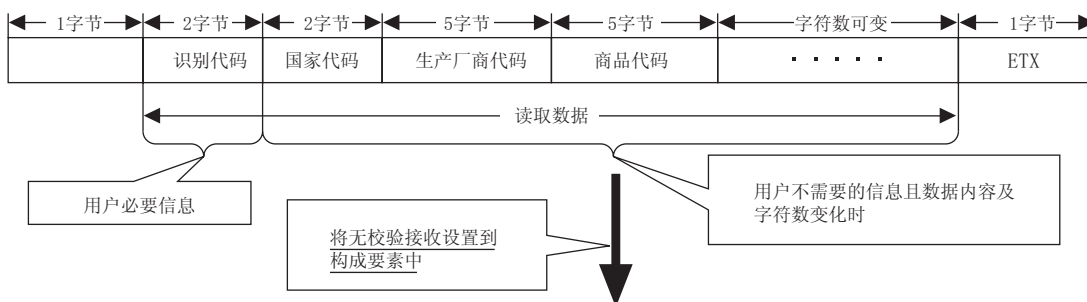 1字节 2字节 2字节 5字节 5字节 字符数可变 1字节
识别代码 国家代码 生产厂商代码 商品代码 ····· ETX
读取数据
用户必要信息
用户不需要的信息且数据内容及
字符数变化时
将无校验接收设置到
构成要素中